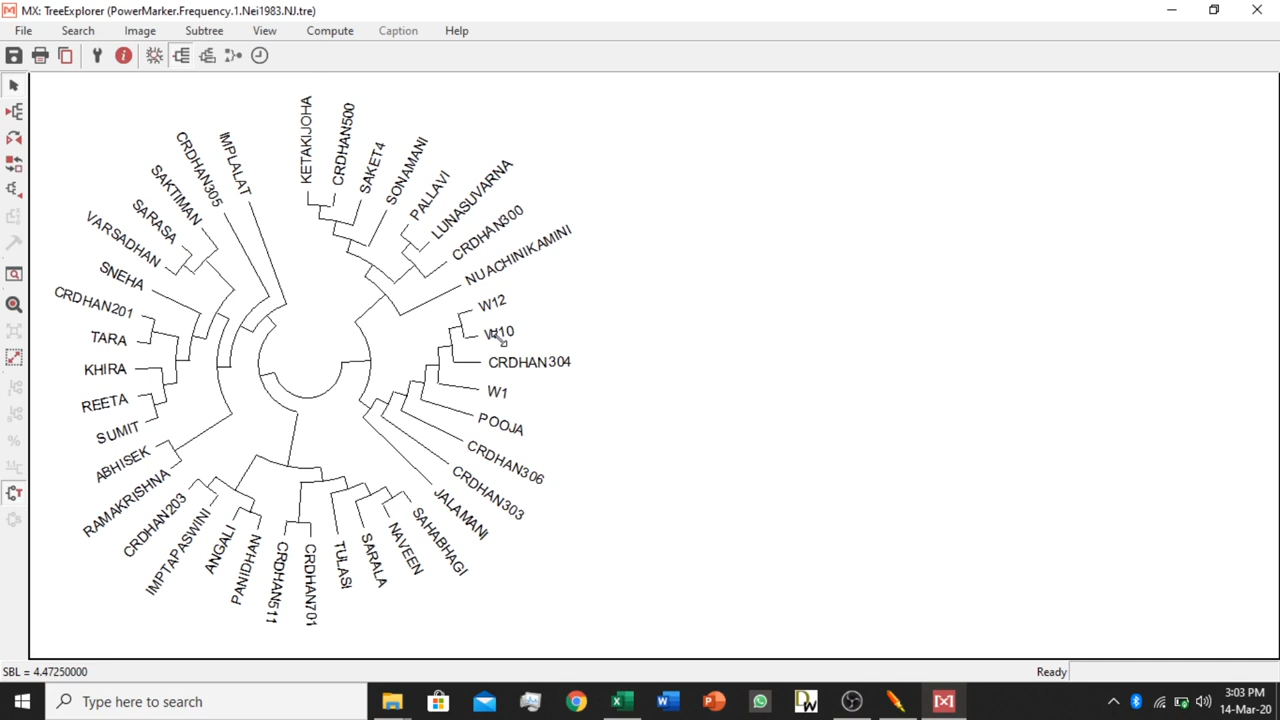 MX: TreeExplorer (PowerMarker.Frequency.1.Nei1983.NJ.tre)
File Search Image Subtree View Compute Caption Help
KETAKIJOHA
CRDHAN500
SAKET4
SONAMANI
PALLAVI
LUNASUVARNA
CRDHAN300
NUACHINIKAMINI
W12
W10
CRDHAN304
W1
POOJA
CRDHAN306
CRDHAN303
JALAMANI
SAHABHAGI
NAVEEN
SARALA
TULASI
CRDHAN701
CRDHAN511
PANIDHAN
ANGALI
IMPTAPASWINI
CRDHAN203
RAMAKRISHNA
ABHISEK
SUMIT
REETA
KHIRA
TARA
CRDHAN201
SNEHA
VARSADHAN
SARASA
SAKTIMAN
CRDHAN305
IMPLALAT
SBL = 4.47250000
Ready
Type here to search
3:03 PM
14-Mar-20